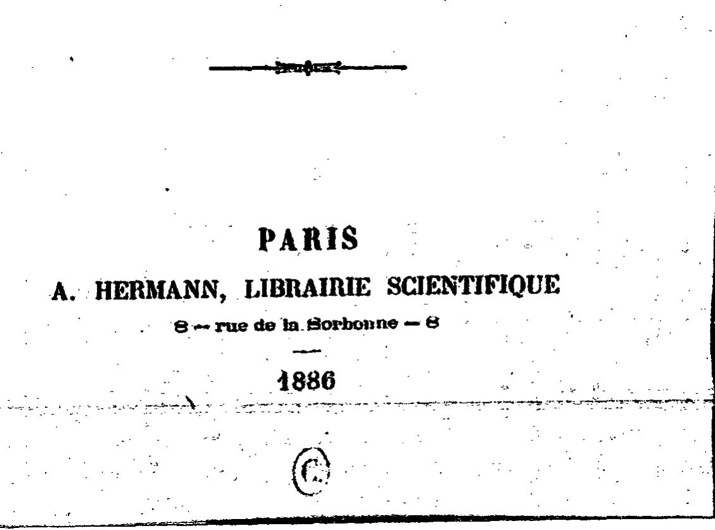 PARIS
A. HERMANN, LIBRAIRIE SCIENTIFIQUE
8 — rue de la Sorbonne — 8
1886
C.